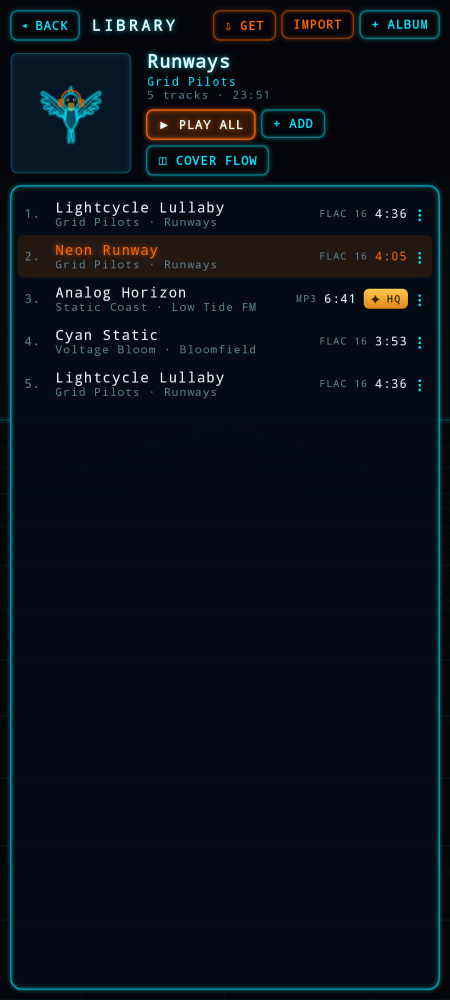 ◂ BACK LIBRARY ⇩ GET IMPORT + ALBUM
Runways
Grid Pilots
5 tracks · 23:51
▶ PLAY ALL + ADD
◫ COVER FLOW
1. Lightcycle Lullaby FLAC 16 4:36 ⋮
Grid Pilots · Runways
2. Neon Runway FLAC 16 4:05
Grid Pilots · Runways
3. Analog Horizon MP3 6:41 ✦ HQ ⋮
Static Coast · Low Tide FM
4. Cyan Static FLAC 16 3:53 ⋮
Voltage Bloom · Bloomfield
5. Lightcycle Lullaby FLAC 16 4:36 ⋮
Grid Pilots · Runways